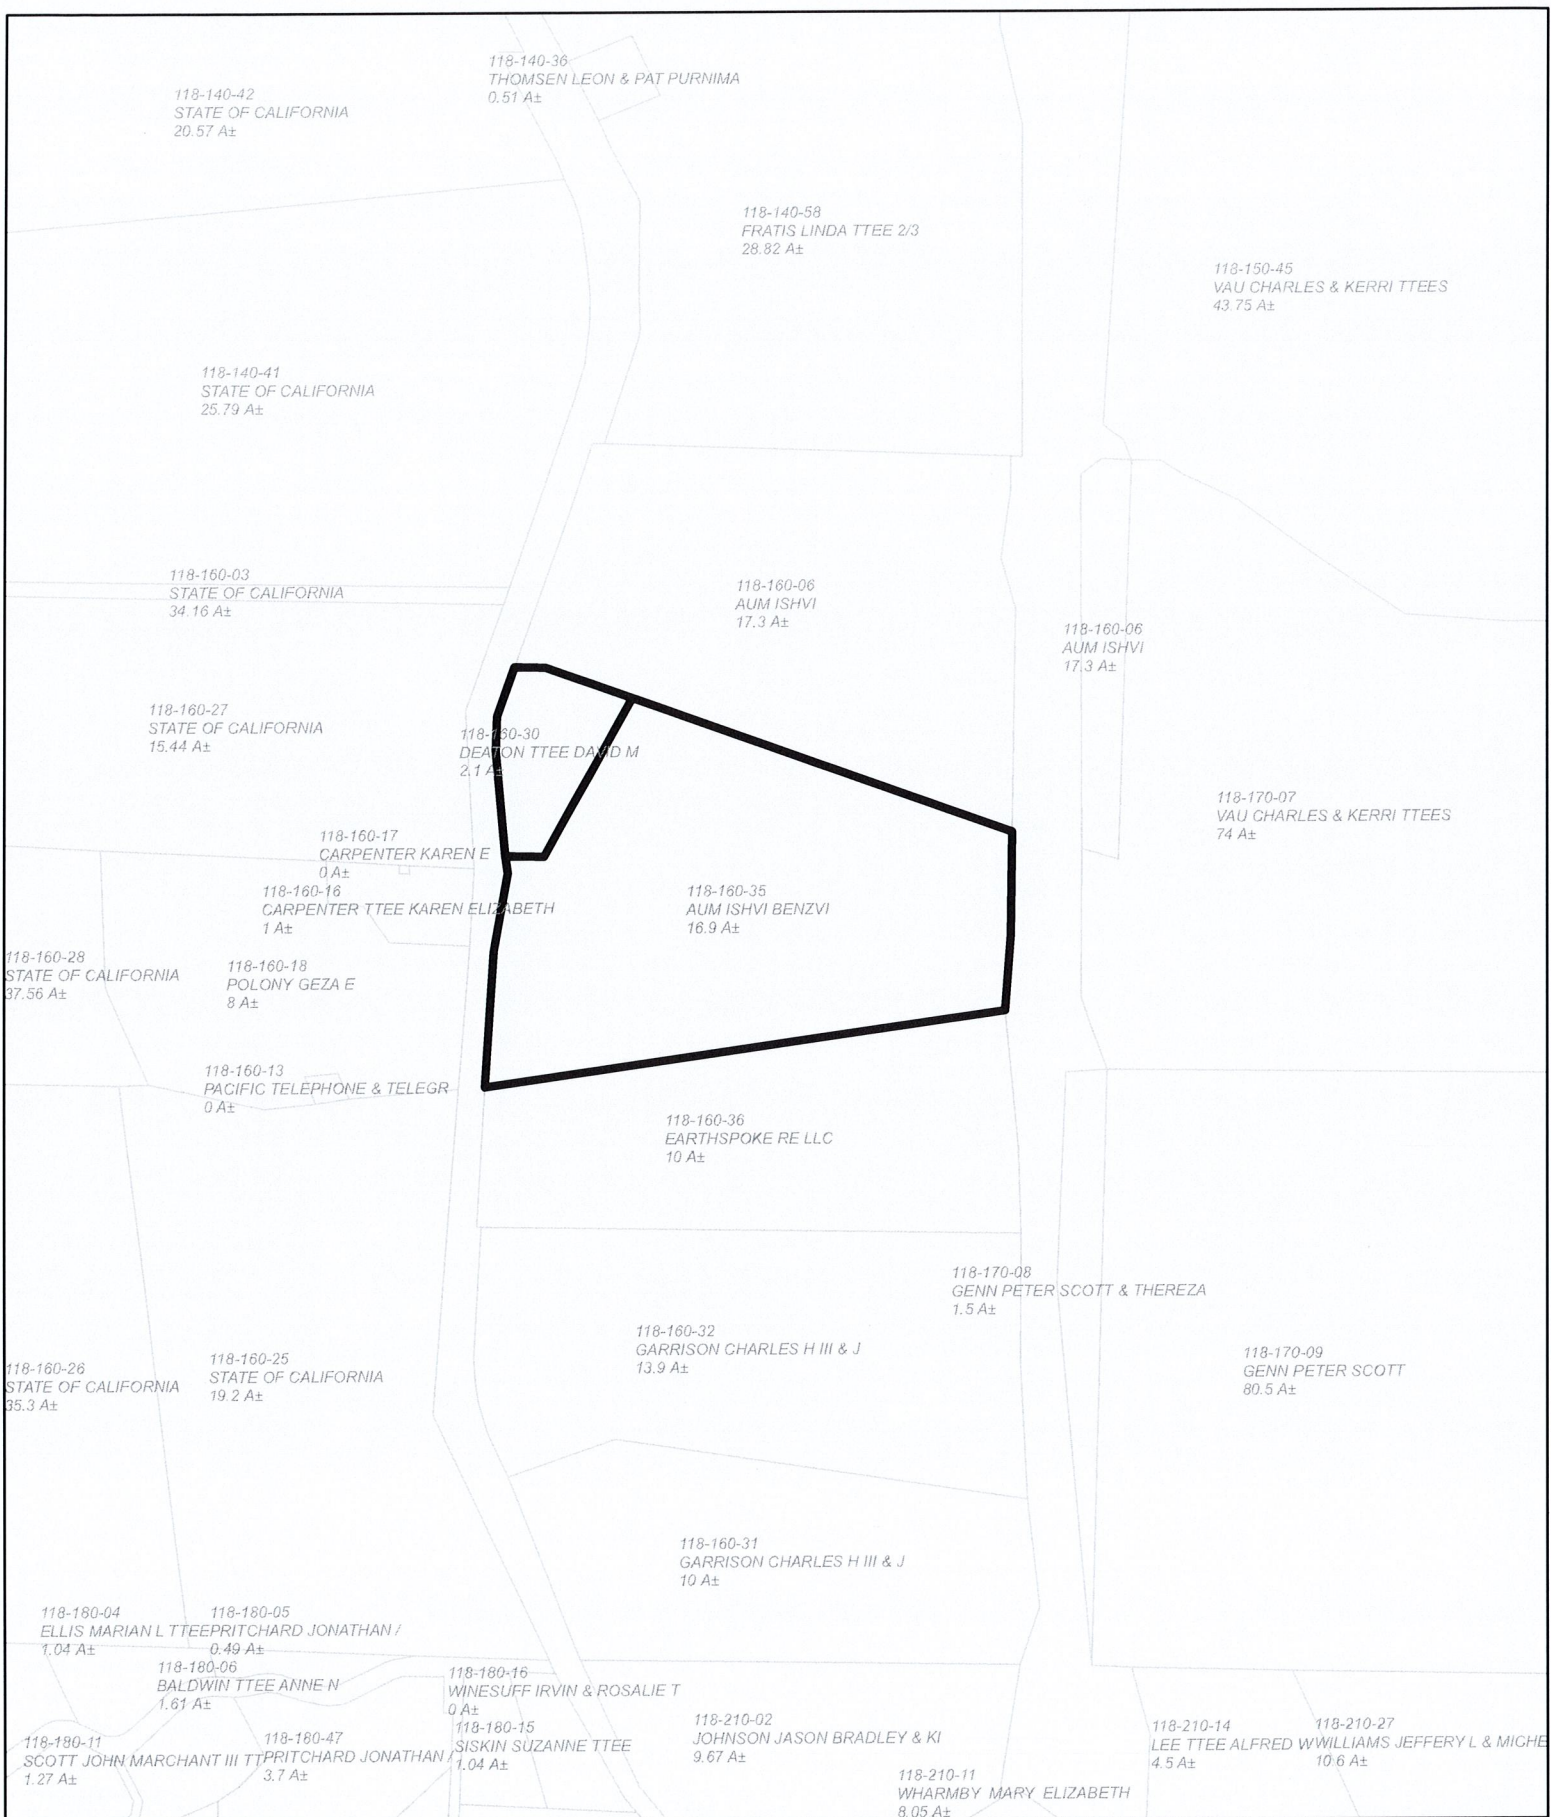 118-140-36
THOMSEN LEON & PAT PURNIMA
0.51 A±
118-140-42
STATE OF CALIFORNIA
20.57 A±
118-140-58
FRATIS LINDA TTEE 2/3
28.82 A±
118-150-45
VAU CHARLES & KERRI TTEES
43.75 A±
118-140-41
STATE OF CALIFORNIA
25.79 A±
118-160-03
STATE OF CALIFORNIA
34.16 A±
118-160-06
AUM ISHVI
17.3 A±
118-160-06
AUM ISHVI
17.3 A±
118-160-27
STATE OF CALIFORNIA
15.44 A±
118-160-30
DEATON TTEE DAVID M
2.1 A±
118-170-07
VAU CHARLES & KERRI TTEES
74 A±
118-160-17
CARPENTER KAREN E
0 A±
118-160-16
CARPENTER TTEE KAREN ELIZABETH
1 A±
118-160-35
AUM ISHVI BENZVI
16.9 A±
118-160-28
STATE OF CALIFORNIA
37.56 A±
118-160-18
POLONY GEZA E
8 A±
118-160-13
PACIFIC TELEPHONE & TELEGR
0 A±
118-160-36
EARTHSPOKE RE LLC
10 A±
118-170-08
GENN PETER SCOTT & THEREZA
1.5 A±
118-160-32
GARRISON CHARLES H III & J
13.9 A±
118-170-09
GENN PETER SCOTT
80.5 A±
118-160-26
STATE OF CALIFORNIA
35.3 A±
118-160-25
STATE OF CALIFORNIA
19.2 A±
118-160-31
GARRISON CHARLES H III & J
10 A±
118-180-04
ELLIS MARIAN L TTEE
1.04 A±
118-180-05
PRITCHARD JONATHAN /
0.49 A±
118-180-06
BALDWIN TTEE ANNE N
1.61 A±
118-180-16
WINESUFF IRVIN & ROSALIE T
0 A±
118-180-11
SCOTT JOHN MARCHANT III TT
1.27 A±
118-180-47
PRITCHARD JONATHAN /
3.7 A±
118-180-15
SISKIN SUZANNE TTEE
1.04 A±
118-210-02
JOHNSON JASON BRADLEY & KI
9.67 A±
118-210-11
WHARMBY MARY ELIZABETH
8.05 A±
118-210-14
LEE TTEE ALFRED W
4.5 A±
118-210-27
WILLIAMS JEFFERY L & MICHE
10.6 A±